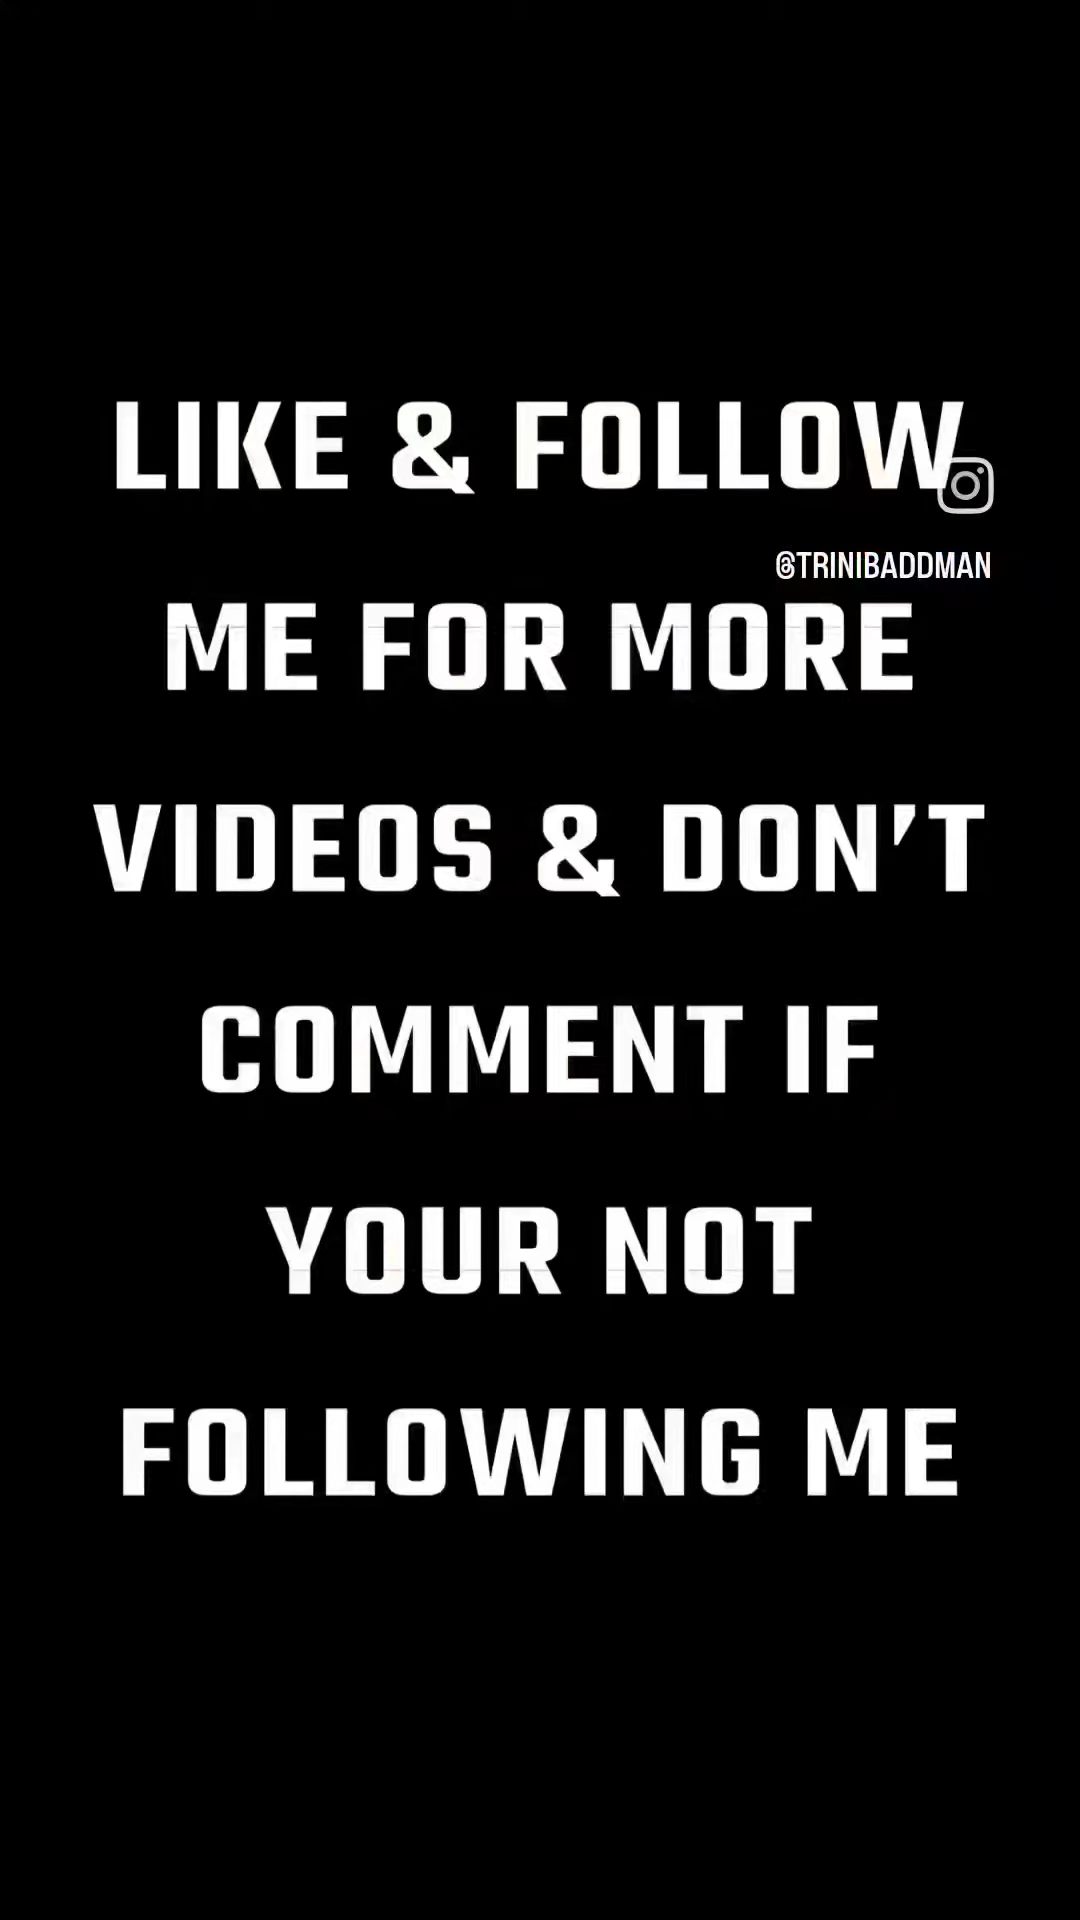 LIKE & FOLLOW
@TRINIBADDMAN
ME FOR MORE
VIDEOS & DON'T
COMMENT IF
YOUR NOT
FOLLOWING ME